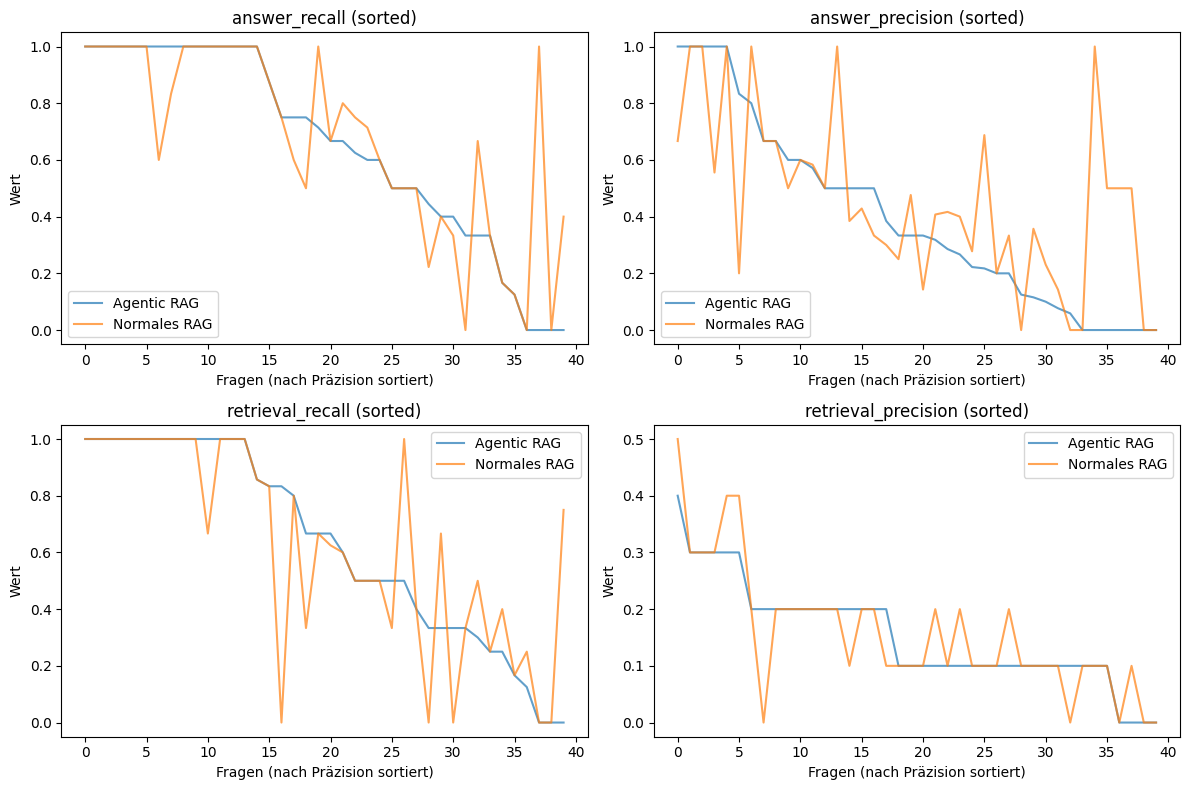 answer_recall (sorted)
Wert
1.0
0.8
0.6
0.4
0.2
0.0
Agentic RAG
Normales RAG
0 5 10 15 20 25 30 35 40
Fragen (nach Präzision sortiert)
answer_precision (sorted)
Wert
1.0
0.8
0.6
0.4
0.2
0.0
Agentic RAG
Normales RAG
0 5 10 15 20 25 30 35 40
Fragen (nach Präzision sortiert)
retrieval_recall (sorted)
Wert
1.0
0.8
0.6
0.4
0.2
0.0
Agentic RAG
Normales RAG
0 5 10 15 20 25 30 35 40
Fragen (nach Präzision sortiert)
retrieval_precision (sorted)
Wert
0.5
0.4
0.3
0.2
0.1
0.0
Agentic RAG
Normales RAG
0 5 10 15 20 25 30 35 40
Fragen (nach Präzision sortiert)